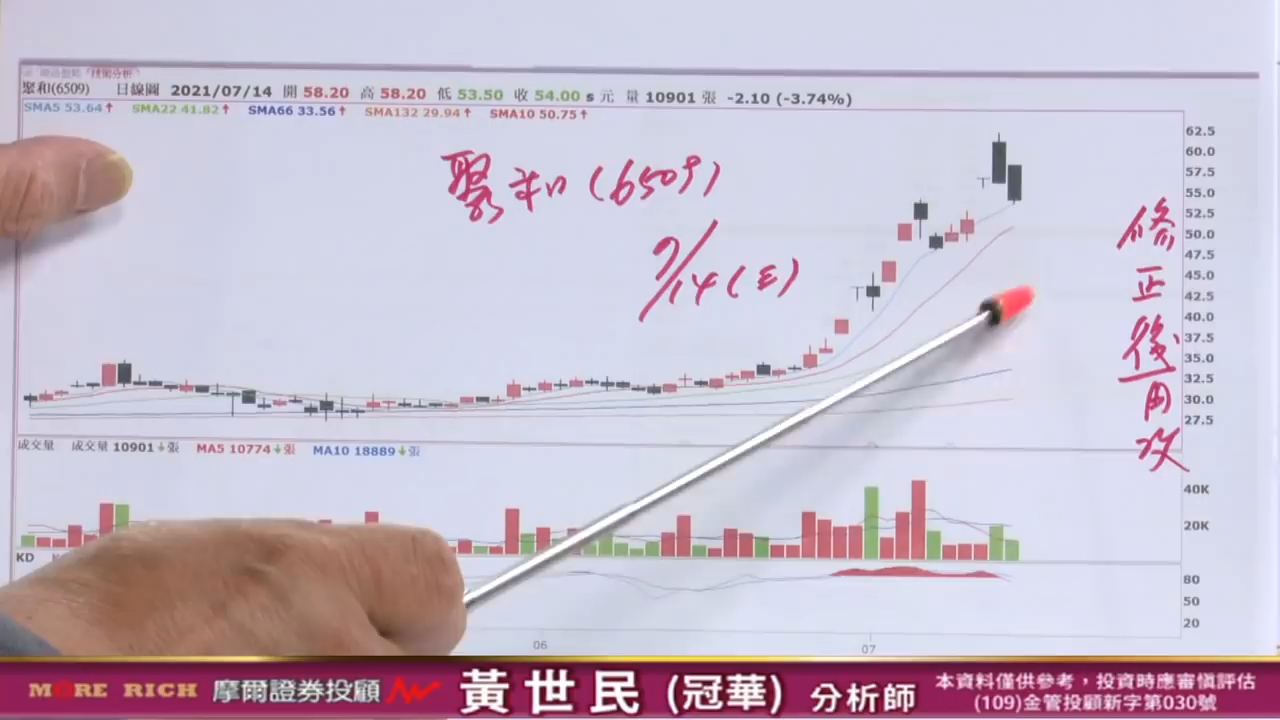 技術分析
聚和(6509) 日線圖 2021/07/14 開 58.20 高 58.20 低 53.50 收 54.00 s 元 量 10901 張 -2.10 (-3.74%)
SMA5 53.64↑ SMA22 41.82↑ SMA66 33.56↑ SMA132 29.94↑ SMA10 50.75↑
62.5
60.0
57.5
55.0
52.5
50.0
47.5
45.0
42.5
40.0
37.5
35.0
32.5
30.0
27.5
聚和(6509)
7/14(三)
修正後再攻
成交量 成交量 10901↓張 MA5 10774↓張 MA10 18889↓張
40K
20K
KD
80
50
20
06 07
MORE RICH 摩爾證券投顧 黃世民(冠華)分析師
本資料僅供參考，投資時應審慎評估
(109)金管投顧新字第030號